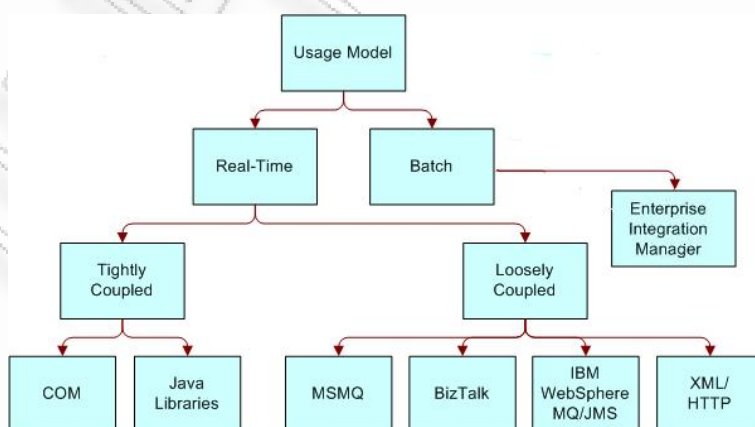 Usage Model
Real-Time
Batch
Enterprise
Integration
Manager
Tightly
Coupled
Loosely
Coupled
COM
Java
Libraries
MSMQ
BizTalk
IBM
WebSphere
MQ/JMS
XML/
HTTP